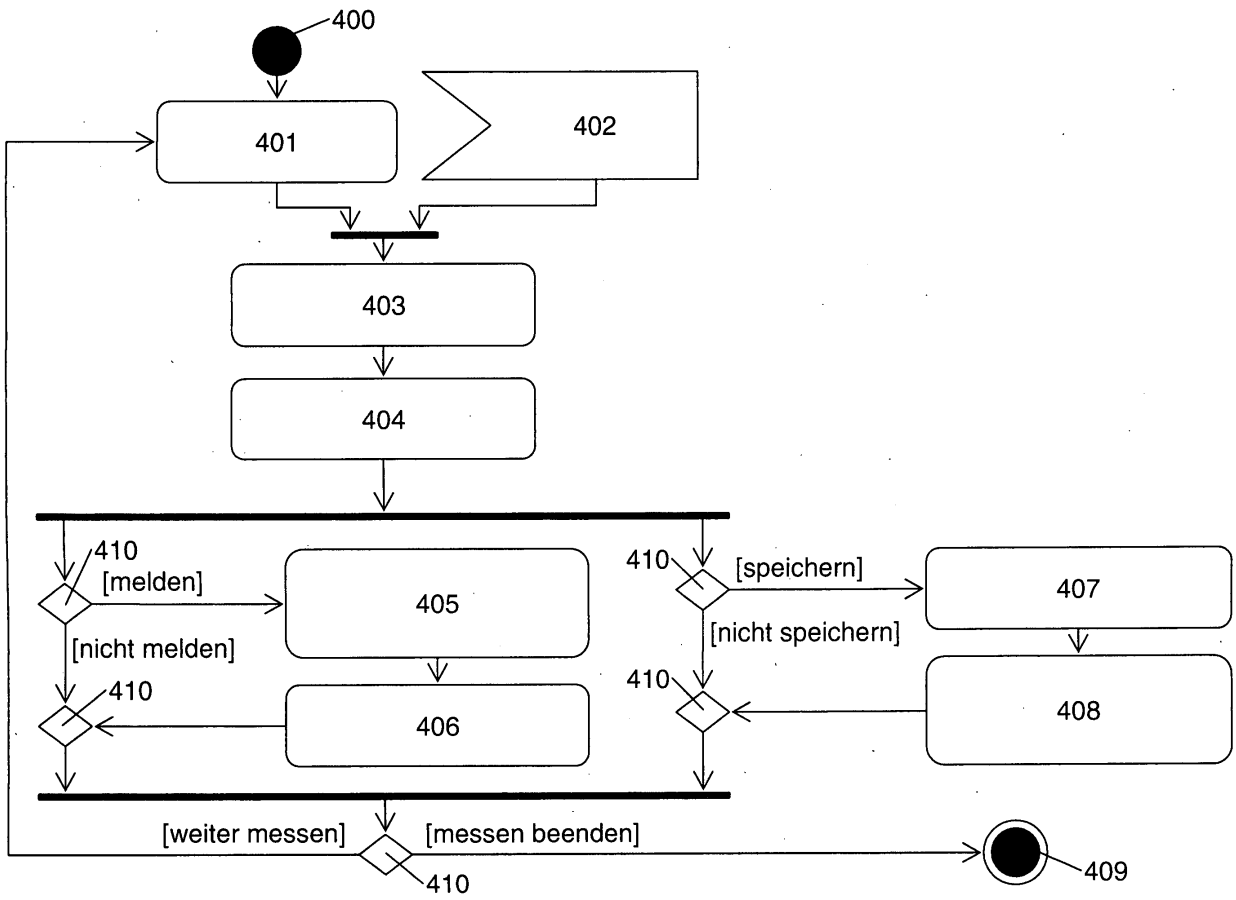 400
401
402
403
404
410
[melden]
405
410
[speichern]
407
[nicht melden]
[nicht speichern]
410
406
410
408
[weiter messen]
[messen beenden]
410
409